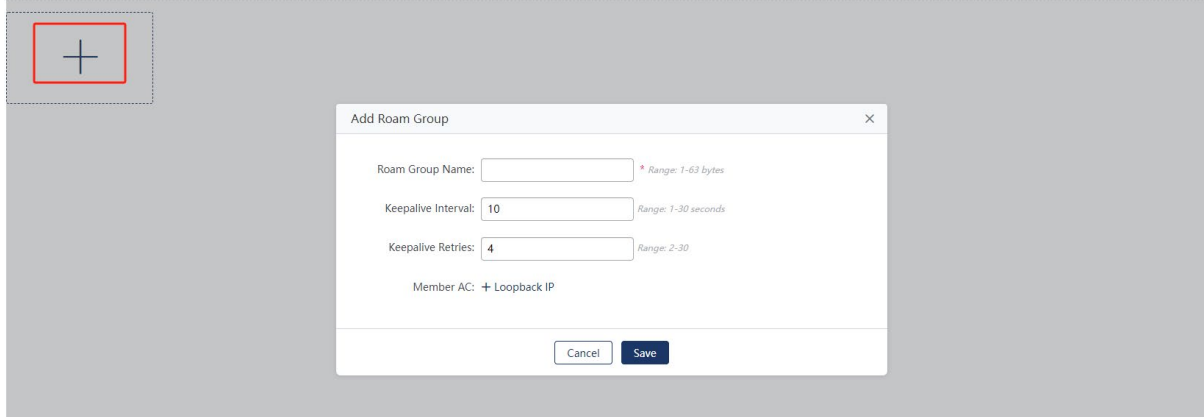 Add Roam Group
Roam Group Name: * Range: 1-63 bytes
Keepalive Interval: 10 Range: 1-30 seconds
Keepalive Retries: 4 Range: 2-30
Member AC: + Loopback IP
Cancel Save